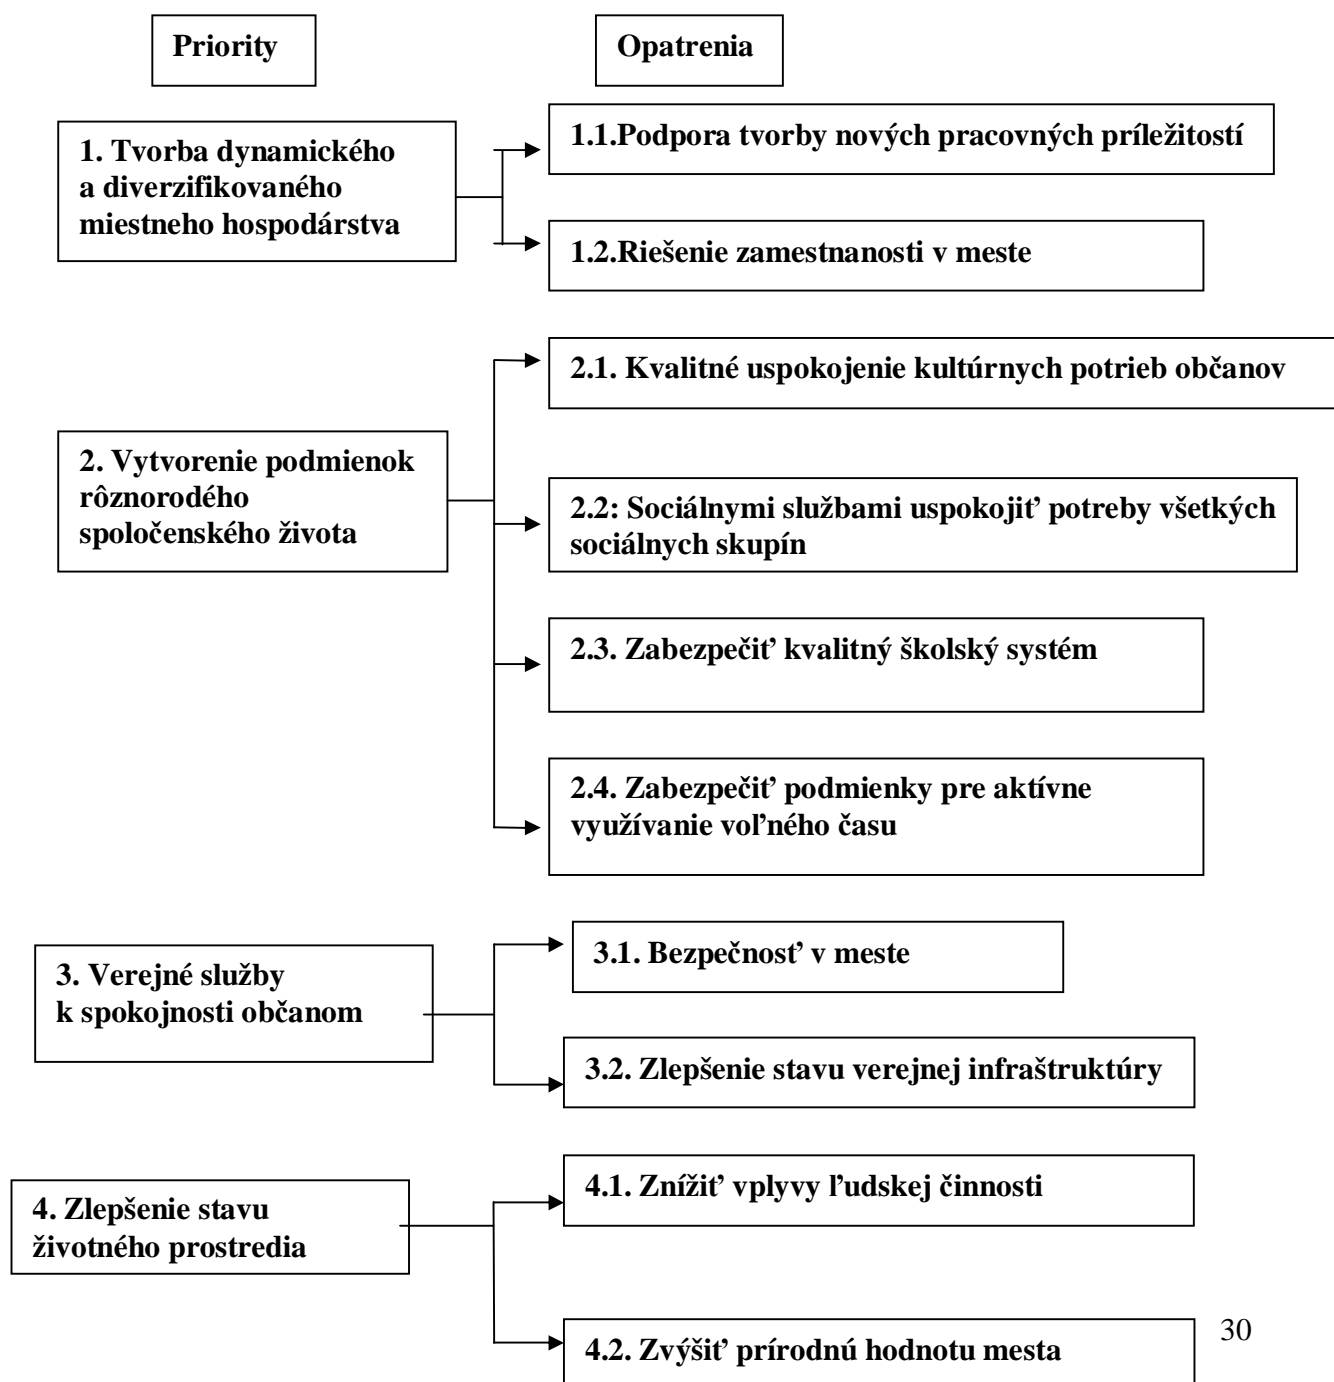 Priority
Opatrenia
1. Tvorba dynamického
a diverzifikovaného
miestneho hospodárstva
1.1.Podpora tvorby nových pracovných príležitostí
1.2.Riešenie zamestnanosti v meste
2. Vytvorenie podmienok
rôznorodého
spoločenského života
2.1. Kvalitné uspokojenie kultúrnych potrieb občanov
2.2: Sociálnymi službami uspokojiť potreby všetkých
sociálnych skupín
2.3. Zabezpečiť kvalitný školský systém
2.4. Zabezpečiť podmienky pre aktívne
využívanie voľného času
3. Verejné služby
k spokojnosti občanom
3.1. Bezpečnosť v meste
3.2. Zlepšenie stavu verejnej infraštruktúry
4. Zlepšenie stavu
životného prostredia
4.1. Znížiť vplyvy ľudskej činnosti
4.2. Zvýšiť prírodnú hodnotu mesta
30